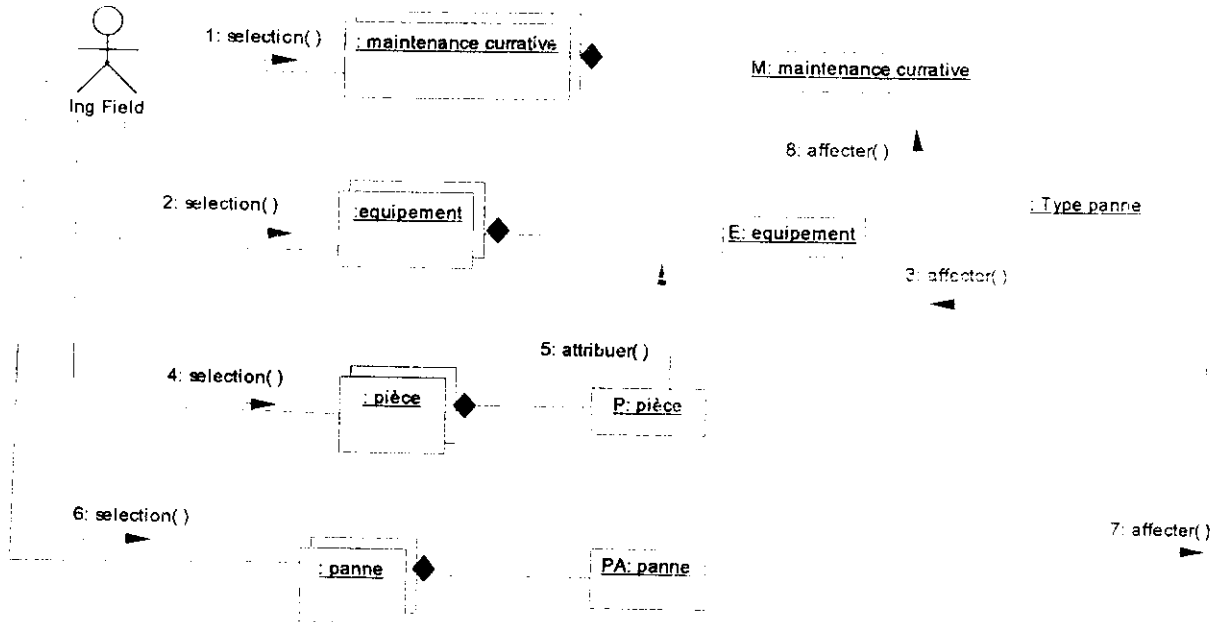 1: selection()
: maintenance currative
M: maintenance currative
Ing Field
8: affecter()
2: selection()
:equipement
E: equipement
: Type panne
3: affecter()
5: attribuer()
4: selection()
: pièce
P: pièce
6: selection()
7: affecter()
: panne
PA: panne